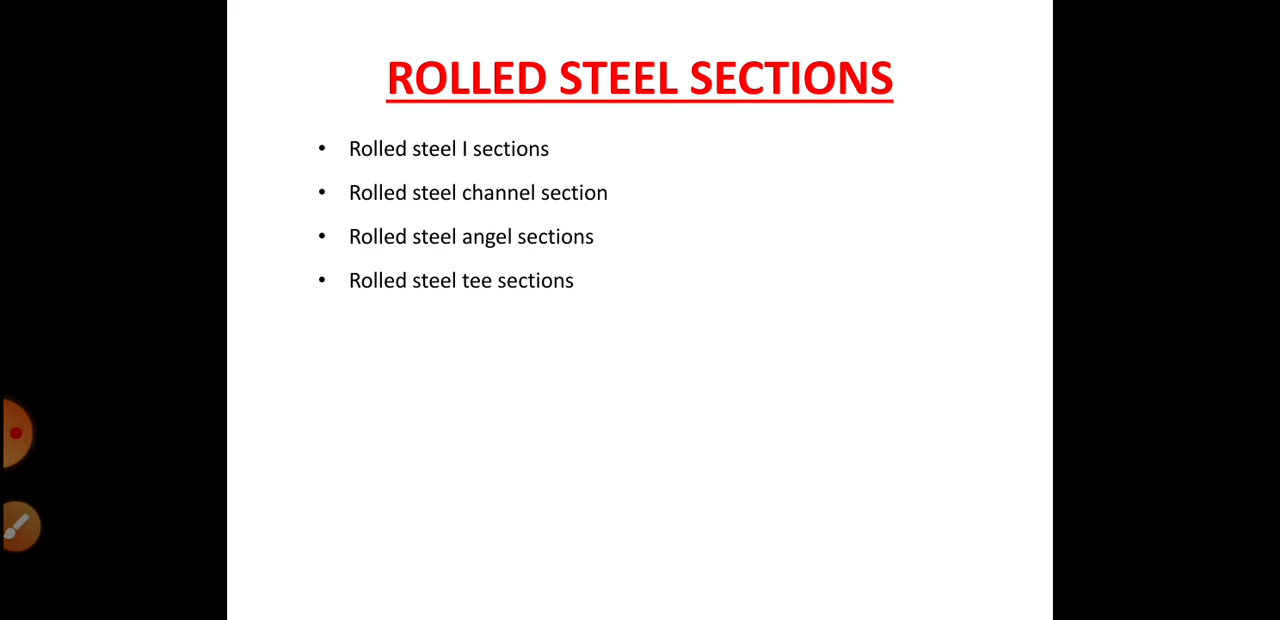 ROLLED STEEL SECTIONS
• Rolled steel I sections
• Rolled steel channel section
• Rolled steel angel sections
• Rolled steel tee sections